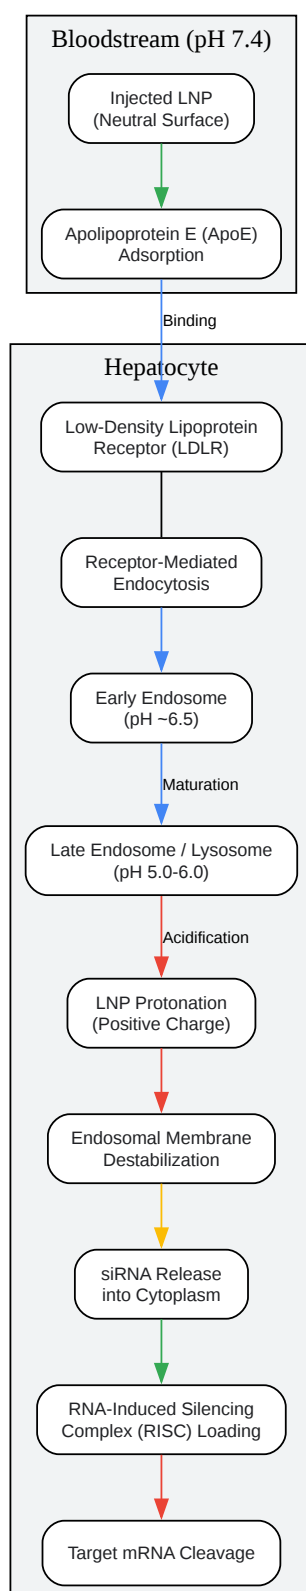 Bloodstream (pH 7.4)
Injected LNP
(Neutral Surface)
Apolipoprotein E (ApoE)
Adsorption
Binding
Hepatocyte
Low-Density Lipoprotein
Receptor (LDLR)
Receptor-Mediated
Endocytosis
Early Endosome
(pH ~6.5)
Maturation
Late Endosome / Lysosome
(pH 5.0-6.0)
Acidification
LNP Protonation
(Positive Charge)
Endosomal Membrane
Destabilization
siRNA Release
into Cytoplasm
RNA-Induced Silencing
Complex (RISC) Loading
Target mRNA Cleavage